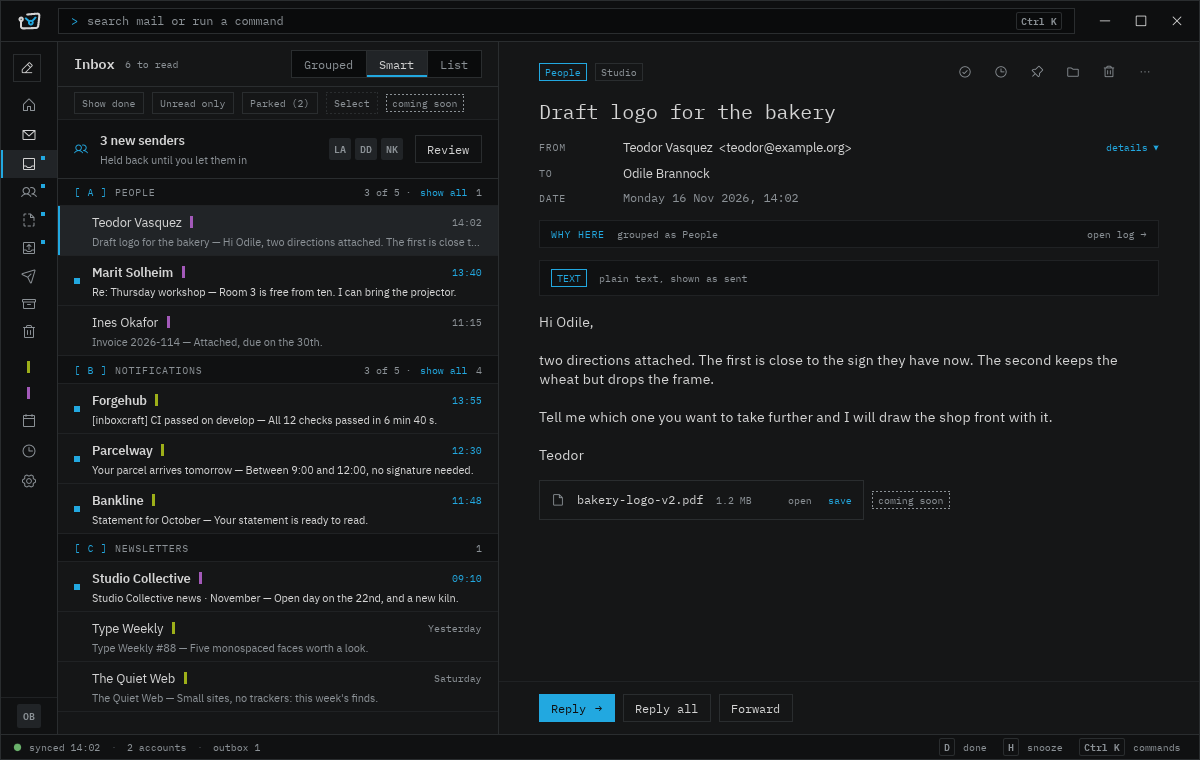 > search mail or run a command Ctrl K
Inbox 6 to read Grouped Smart List
Show done Unread only Parked (2) Select coming soon
3 new senders
Held back until you let them in
LA DD NK Review
[ A ] PEOPLE 3 of 5 · show all 1
Teodor Vasquez 14:02
Draft logo for the bakery — Hi Odile, two directions attached. The first is close t…
Marit Solheim 13:40
Re: Thursday workshop — Room 3 is free from ten. I can bring the projector.
Ines Okafor 11:15
Invoice 2026-114 — Attached, due on the 30th.
[ B ] NOTIFICATIONS 3 of 5 · show all 4
Forgehub 13:55
[inboxcraft] CI passed on develop — All 12 checks passed in 6 min 40 s.
Parcelway 12:30
Your parcel arrives tomorrow — Between 9:00 and 12:00, no signature needed.
Bankline 11:48
Statement for October — Your statement is ready to read.
[ C ] NEWSLETTERS 1
Studio Collective 09:10
Studio Collective news · November — Open day on the 22nd, and a new kiln.
Type Weekly Yesterday
Type Weekly #88 — Five monospaced faces worth a look.
The Quiet Web Saturday
The Quiet Web — Small sites, no trackers: this week's finds.
OB
People Studio
Draft logo for the bakery
FROM Teodor Vasquez <teodor@example.org> details ▾
TO Odile Brannock
DATE Monday 16 Nov 2026, 14:02
WHY HERE grouped as People open log →
TEXT plain text, shown as sent
Hi Odile,
two directions attached. The first is close to the sign they have now. The second keeps the
wheat but drops the frame.
Tell me which one you want to take further and I will draw the shop front with it.
Teodor
bakery-logo-v2.pdf 1.2 MB open save coming soon
Reply → Reply all Forward
synced 14:02 · 2 accounts · outbox 1 D done H snooze Ctrl K commands